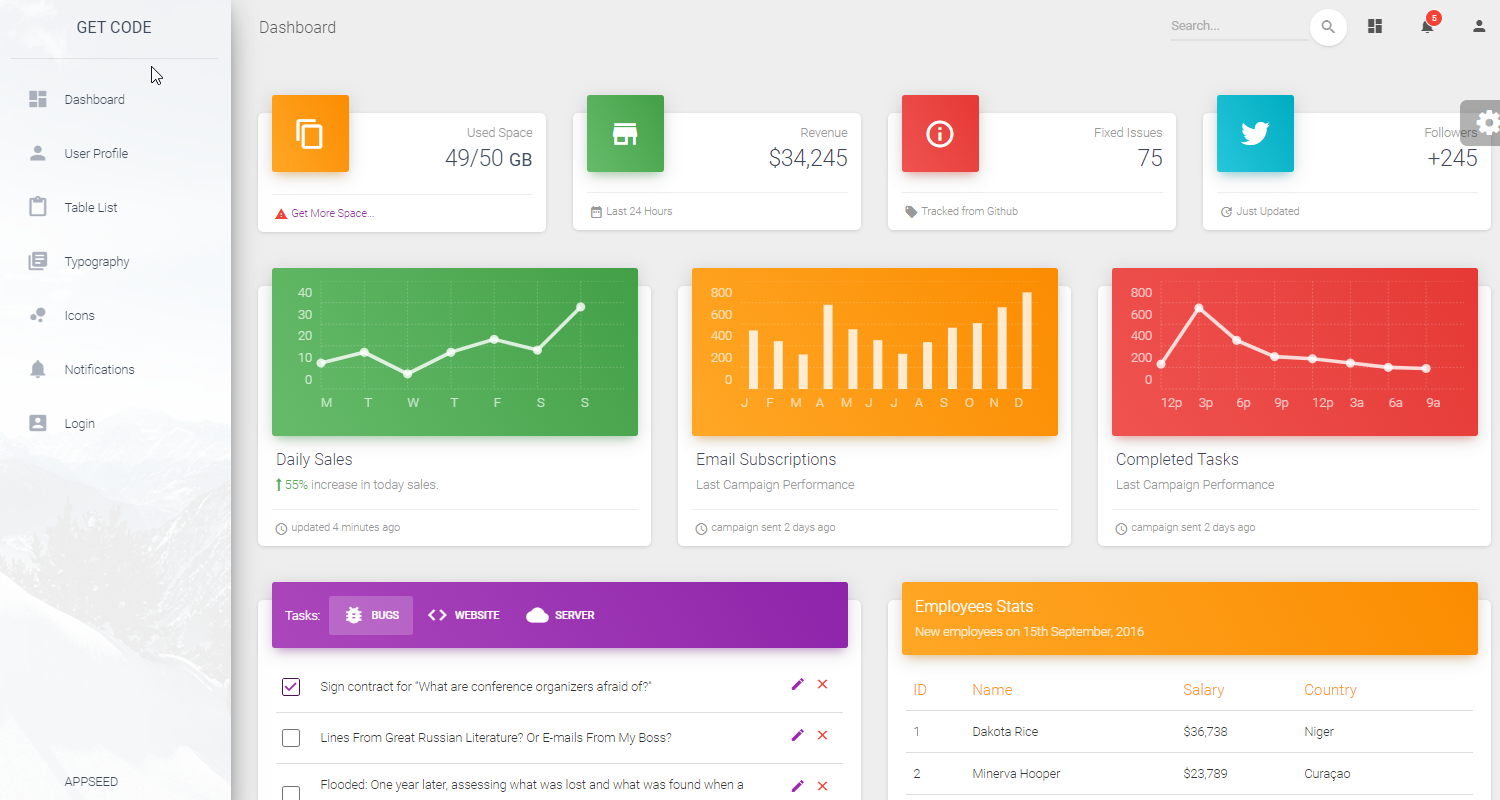 GET CODE
Dashboard
User Profile
Table List
Typography
Icons
Notifications
Login
APPSEED
Dashboard
Search...
5
Used Space
49/50 GB
Get More Space...
Revenue
$34,245
Last 24 Hours
Fixed Issues
75
Tracked from Github
Followers
+245
Just Updated
40
30
20
10
0
M T W T F S S
Daily Sales
55% increase in today sales.
updated 4 minutes ago
800
600
400
200
0
J F M A M J J A S O N D
Email Subscriptions
Last Campaign Performance
campaign sent 2 days ago
800
600
400
200
0
12p 3p 6p 9p 12p 3a 6a 9a
Completed Tasks
Last Campaign Performance
campaign sent 2 days ago
Tasks: BUGS WEBSITE SERVER
Sign contract for "What are conference organizers afraid of?"
Lines From Great Russian Literature? Or E-mails From My Boss?
Flooded: One year later, assessing what was lost and what was found when a
Employees Stats
New employees on 15th September, 2016
ID Name Salary Country
1 Dakota Rice $36,738 Niger
2 Minerva Hooper $23,789 Curaçao